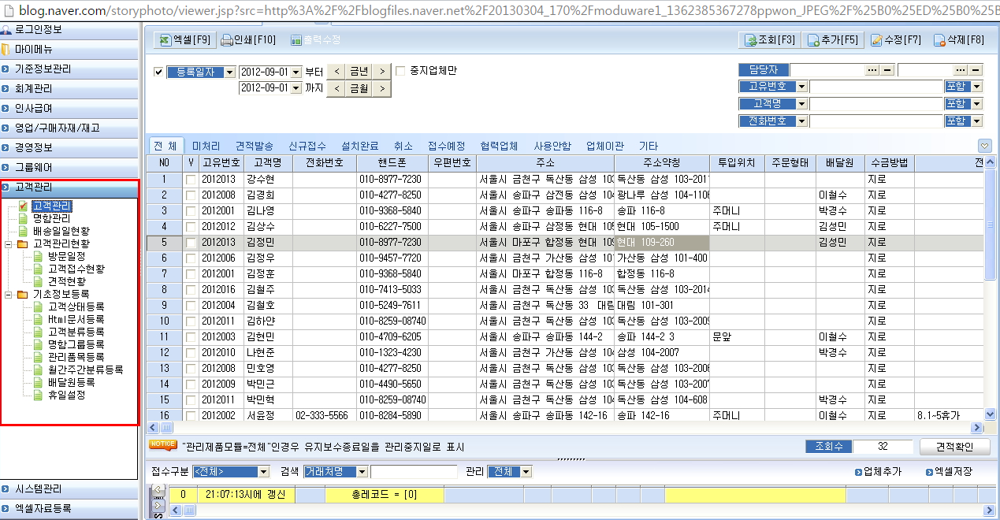 blog.naver.com/storyphoto/viewer.jsp?src=http%3A%2F%2Fblogfiles.naver.net%2F20130304_170%2Fmoduware1_1362385367278ppwon_JPEG%2F%25B0%25ED%25B0%25B
로그인정보
마이메뉴
기준정보관리
회계관리
인사급여
영업/구매자재/재고
경영정보
그룹웨어
고객관리
고객관리
명함관리
배송일일현황
고객관리현황
방문일정
고객접수현황
견적현황
기초정보등록
고객상태등록
Html문서등록
고객분류등록
명함그룹등록
관리품목등록
월간주간분류등록
배달원등록
휴일설정
시스템관리
엑셀자료등록
엑셀[F9] 인쇄[F10] 출력수정 조회[F3] 추가[F5] 수정[F7] 삭제[F8]
등록일자 2012-09-01 부터 < 금년 > 중지업체만
2012-09-01 까지 < 금월 >
담당자 ... −
... −
고유번호 포함
고객명 포함
전화번호 포함
전 체 미처리 견적발송 신규접수 설치완료 취소 접수예정 협력업체 사용안함 업체이관 기타
NO V 고유번호 고객명 전화번호 핸드폰 우편번호 주소 주소약칭 투입위치 주문형태 배달원 수금방법 전
1 2012013 강수현 010-8977-7230 서울시 금천구 독산동 삼성 103 독산동 삼성 103-201 지로
2 2012008 김경희 010-4277-8250 서울시 송파구 삼전동 삼성 104 광나루 삼성 104-1106 이철수 지로
3 2012001 김나영 010-9368-5840 서울시 송파구 송파동 116-8 송파 116-8 주머니 박경수 지로
4 2012012 김상수 010-6227-7500 서울시 송파구 삼전동 현대 105 현대 105-1500 주머니 김성민 지로
5 2012013 김정민 010-8977-7230 서울시 마포구 합정동 현대 109 현대 109-260 김성민 지로
6 2012006 김정우 010-9457-7720 서울시 금천구 가산동 삼성 101 가산동 삼성 101-400 지로
7 2012001 김정훈 010-9368-5840 서울시 마포구 합정동 116-8 합정동 116-8 지로
8 2012016 김철주 010-7413-5033 서울시 금천구 독산동 삼성 103 독산동 삼성 103-2014 지로
9 2012004 김철호 010-5249-7611 서울시 금천구 독산동 33 대림 대림 101-301 지로
10 2012011 김하얀 010-8259-08740 서울시 금천구 독산동 삼성 103 독산동 삼성 103-2009 지로
11 2012003 김현민 010-4709-6205 서울시 송파구 송파동 144-2 송파 144-2 3 문앞 이철수 지로
12 2012010 나현준 010-1323-4230 서울시 금천구 가산동 삼성 104 삼성 104-2007 박경수 지로
13 2012008 민호영 010-4277-8250 서울시 금천구 독산동 삼성 103 독산동 삼성 103-2006 지로
14 2012009 박민근 010-4490-5650 서울시 금천구 독산동 삼성 103 독산동 삼성 103-2007 지로
15 2012011 박민혁 010-8259-08740 서울시 금천구 독산동 삼성 104 독산동 삼성 104-608 박경수 지로
16 2012002 서윤정 02-333-5566 010-8284-5890 서울시 송파구 송파동 142-16 송파 142-16 주머니 이철수 지로 8.1~5휴가
NOTICE "관리제품모듈=전체"인경우 유지보수종료일을 관리중지일로 표시 조회수 32 견적확인
접수구분 <전체> 검색 거래처명 관리 전체 업체추가 엑셀저장
0 21:07:13시에 갱신 총레코드 = [0]